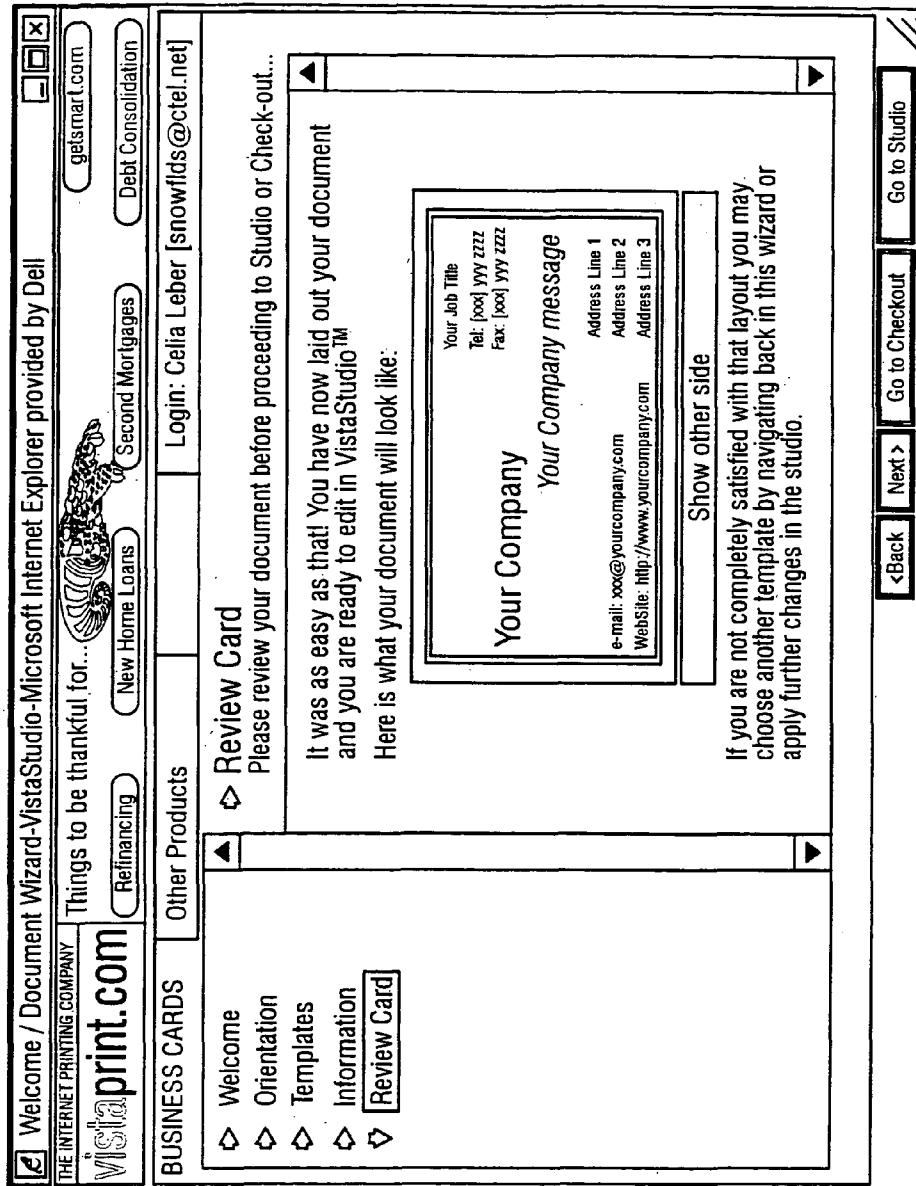 Welcome / Document Wizard-VistaStudio-Microsoft Internet Explorer provided by Dell
THE INTERNET PRINTING COMPANY
vistaprint.com
Things to be thankful for...
getsmart.com
Refinancing
New Home Loans
Second Mortgages
Debt Consolidation
BUSINESS CARDS
Other Products
Login: Celia Leber [snowflds@ctel.net]
Welcome
Orientation
Templates
Information
Review Card
Review Card
Please review your document before proceeding to Studio or Check-out...
It was as easy as that! You have now laid out your document
and you are ready to edit in VistaStudio™
Here is what your document will look like:
Your Job Title
Tel: [xxx] yyy zzzz
Fax: [xxx] yyy zzzz
Your Company
Your Company message
Address Line 1
e-mail: xxx@yourcompany.com
Address Line 2
WebSite: http://www.yourcompany.com
Address Line 3
Show other side
If you are not completely satisfied with that layout you may
choose another template by navigating back in this wizard or
apply further changes in the studio.
<Back
Next >
Go to Checkout
Go to Studio